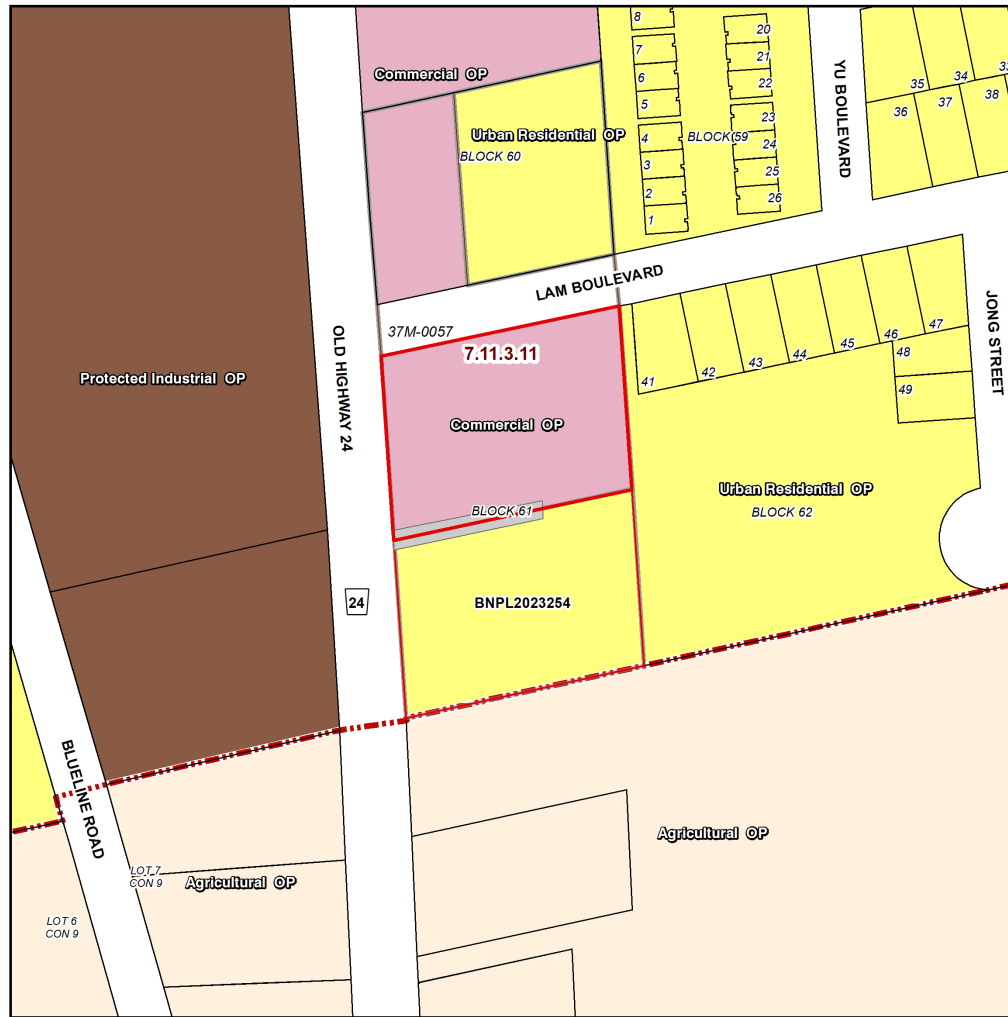 8
20
7
21
Commercial OP
6
22
YU BOULEVARD
35
34
33
5
36
37
38
23
Urban Residential OP
4
BLOCK 59
24
BLOCK 60
3
25
2
26
1
LAM BOULEVARD
37M-0057
OLD HIGHWAY 24
7.11.3.11
JONG STREET
47
46
45
44
43
42
41
48
49
Protected Industrial OP
Commercial OP
Urban Residential OP
BLOCK 61
BLOCK 62
24
BNPL2023254
BLUELINE ROAD
Agricultural OP
LOT 7
CON 9
Agricultural OP
LOT 6
CON 9